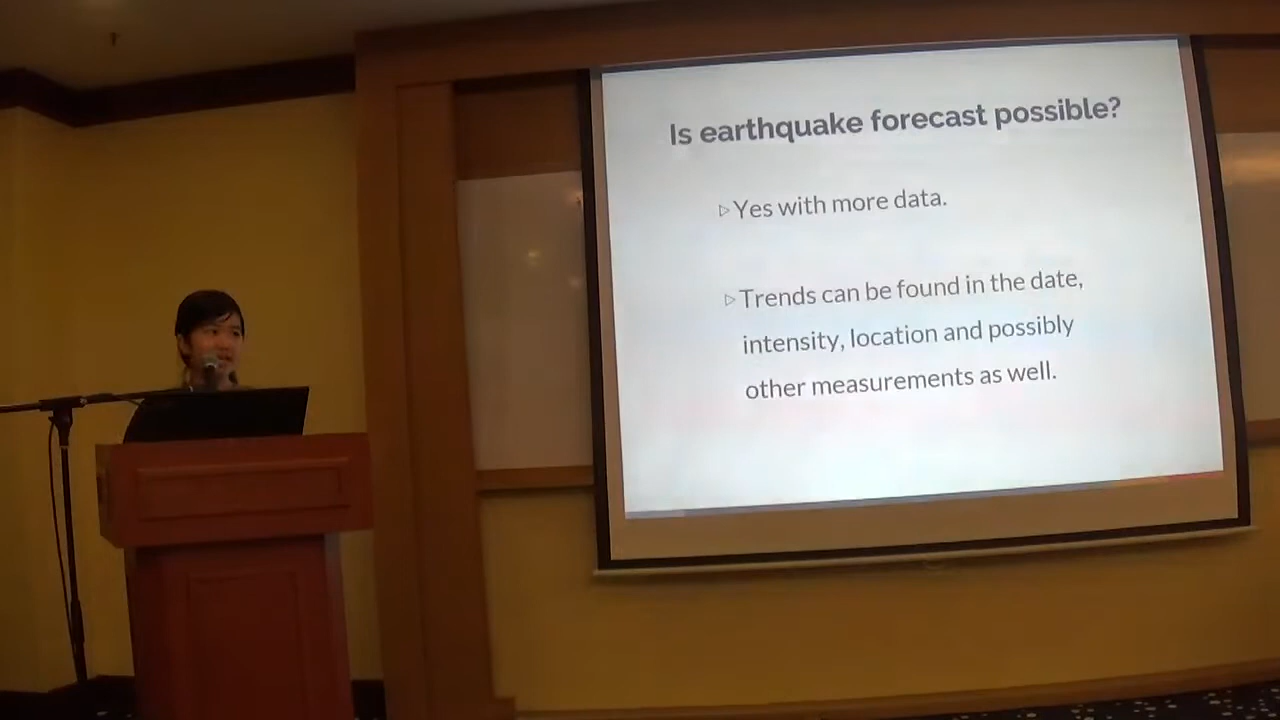 Is earthquake forecast possible?
▷Yes with more data.
▷Trends can be found in the date,
intensity, location and possibly
other measurements as well.